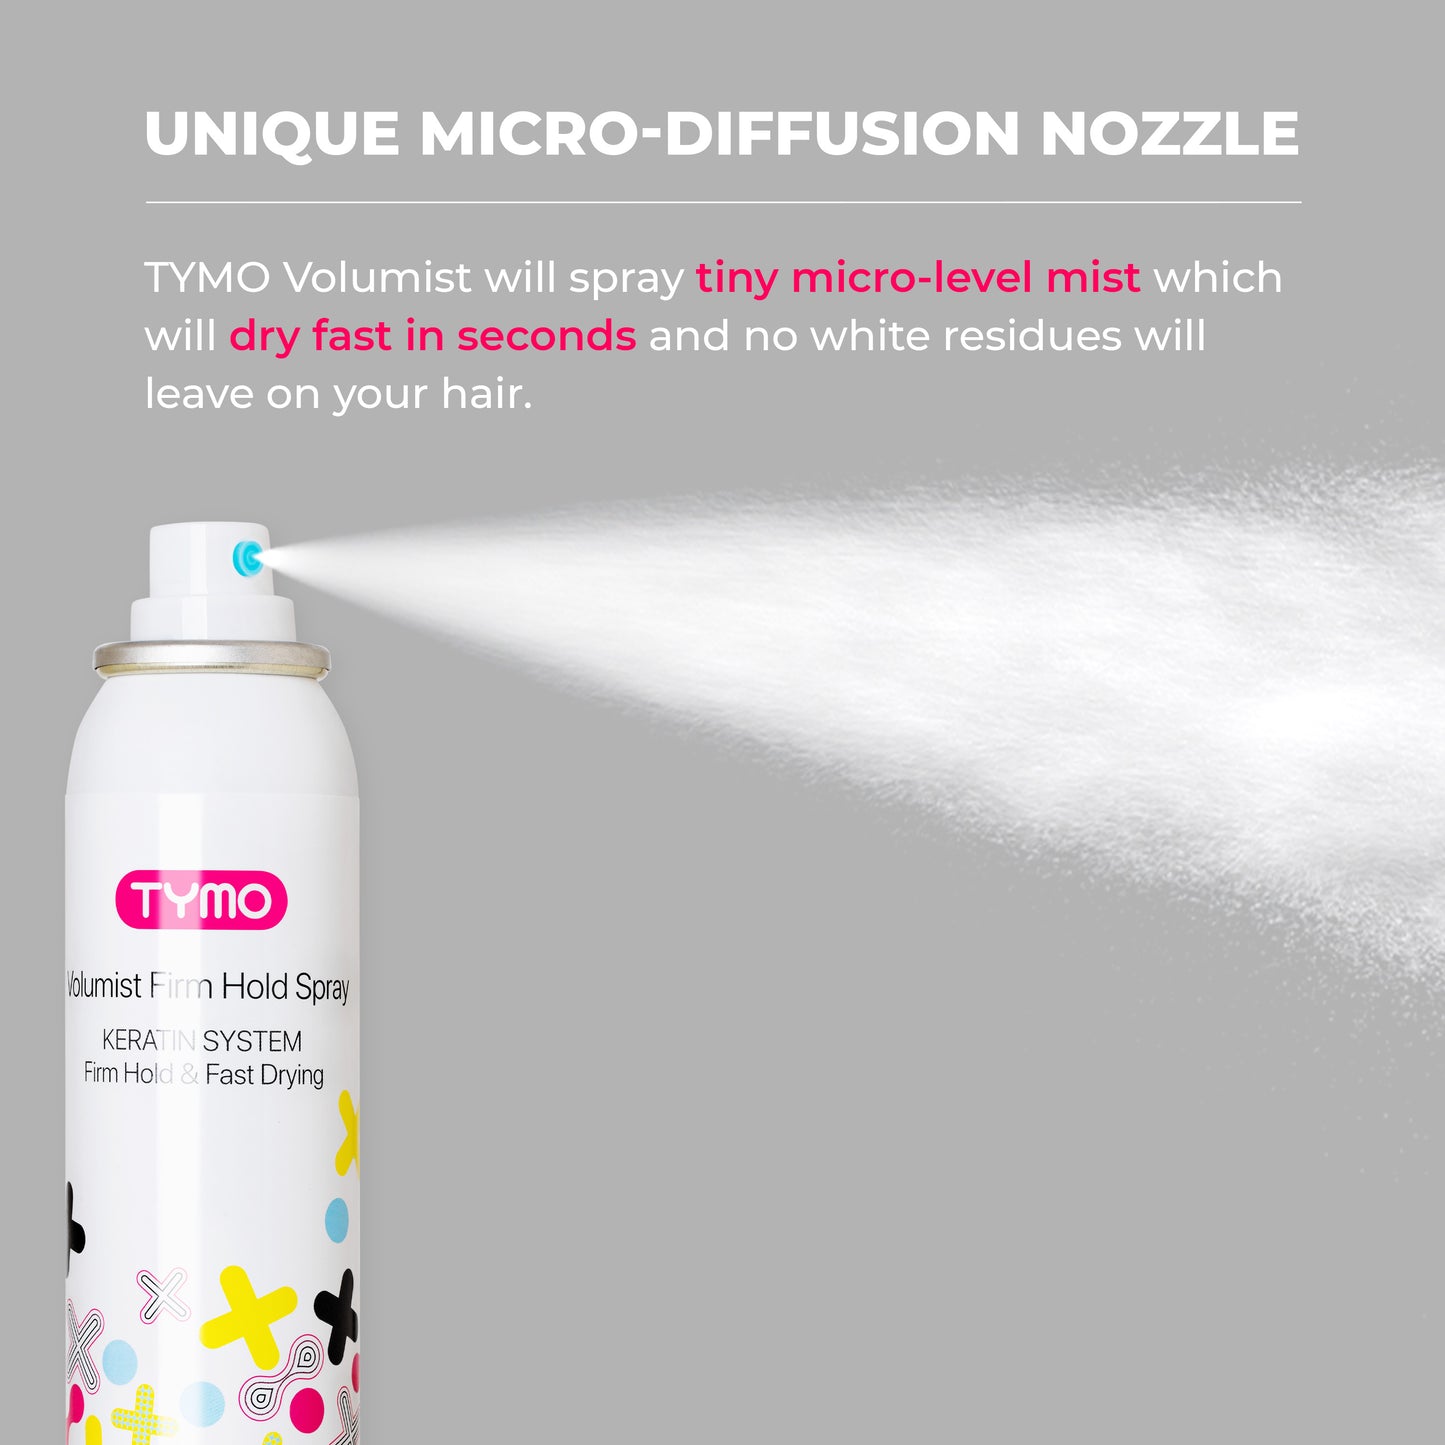 UNIQUE MICRO-DIFFUSION NOZZLE
TYMO Volumist will spray tiny micro-level mist which
will dry fast in seconds and no white residues will
leave on your hair.
TYMO
Volumist Firm Hold Spray
KERATIN SYSTEM
Firm Hold & Fast Drying